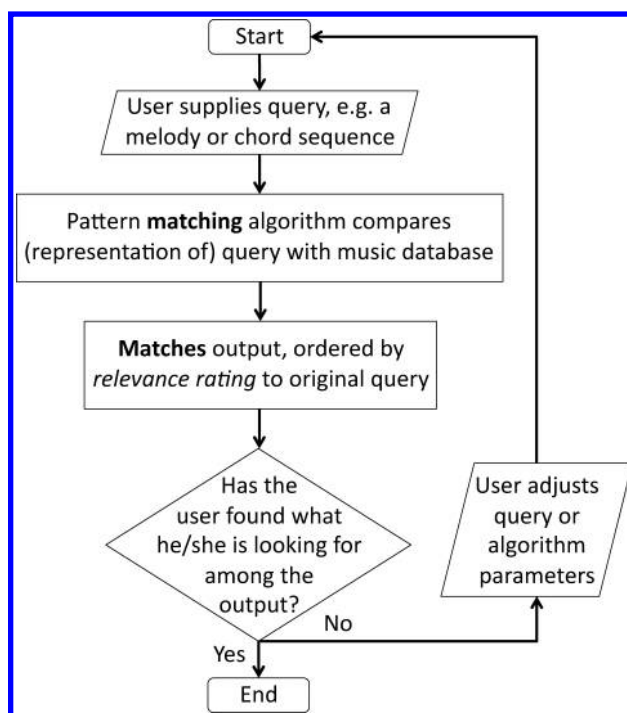 Start
User supplies query, e.g. a
melody or chord sequence
Pattern matching algorithm compares
(representation of) query with music database
Matches output, ordered by
relevance rating to original query
Has the
user found what
he/she is looking for
among the
output?
User adjusts
query or
algorithm
parameters
No
Yes
End